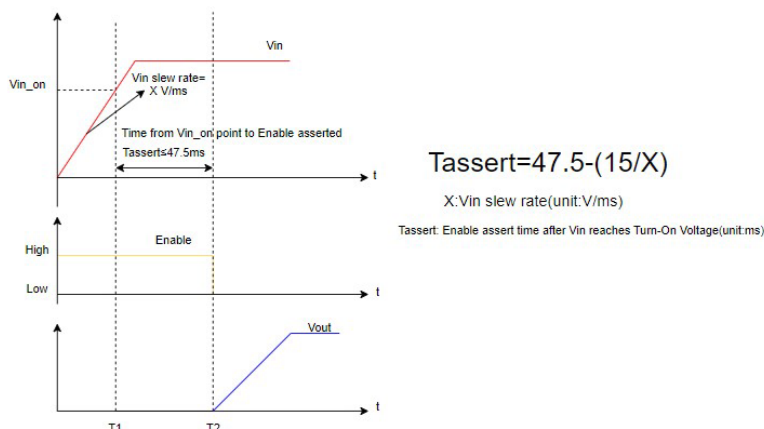 Vin
Vin_on
Vin slew rate=
X V/ms
Time from Vin_on point to Enable asserted
Tassert≤47.5ms
t
High
Enable
Low
t
Vout
t
T1
T2
Tassert=47.5-(15/X)
X:Vin slew rate(unit:V/ms)
Tassert: Enable assert time after Vin reaches Turn-On Voltage(unit:ms)